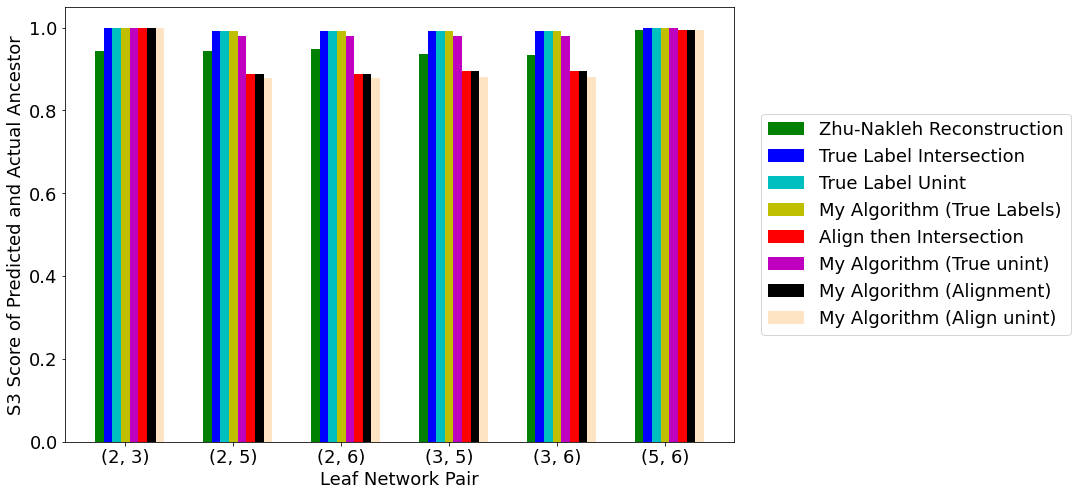 S3 Score of Predicted and Actual Ancestor
1.0
0.8
0.6
0.4
0.2
0.0
(2, 3)
(2, 5)
(2, 6)
(3, 5)
(3, 6)
(5, 6)
Leaf Network Pair
Zhu-Nakleh Reconstruction
True Label Intersection
True Label Unint
My Algorithm (True Labels)
Align then Intersection
My Algorithm (True unint)
My Algorithm (Alignment)
My Algorithm (Align unint)